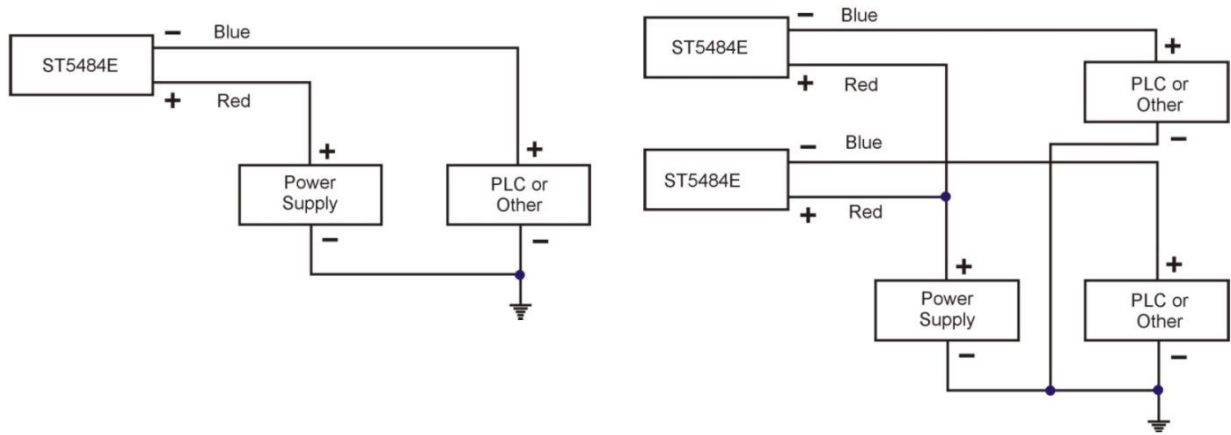 − Blue
ST5484E
+ Red
+
Power
Supply
−
+
PLC or
Other
−
− Blue
ST5484E
+ Red
+
PLC or
Other
−
− Blue
ST5484E
+ Red
+
Power
Supply
−
+
PLC or
Other
−